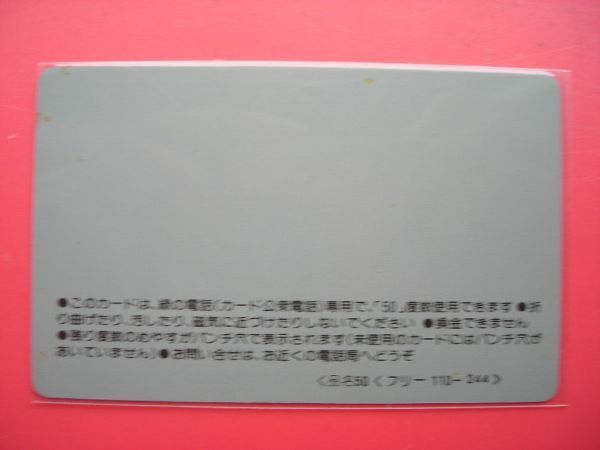 ●このカードは、緑の電話（カード公衆電話）専用で、「50」度数使用できます ●折
り曲げたり、汚したり、磁気に近づけたりしないでください ●換金できません
●残り度数のめやすがパンチ穴で表示されます（未使用のカードにはパンチ穴が
あいていません）●お問い合せは、お近くの電話局へどうぞ
＜品名50＜フリー 110－ 244＞